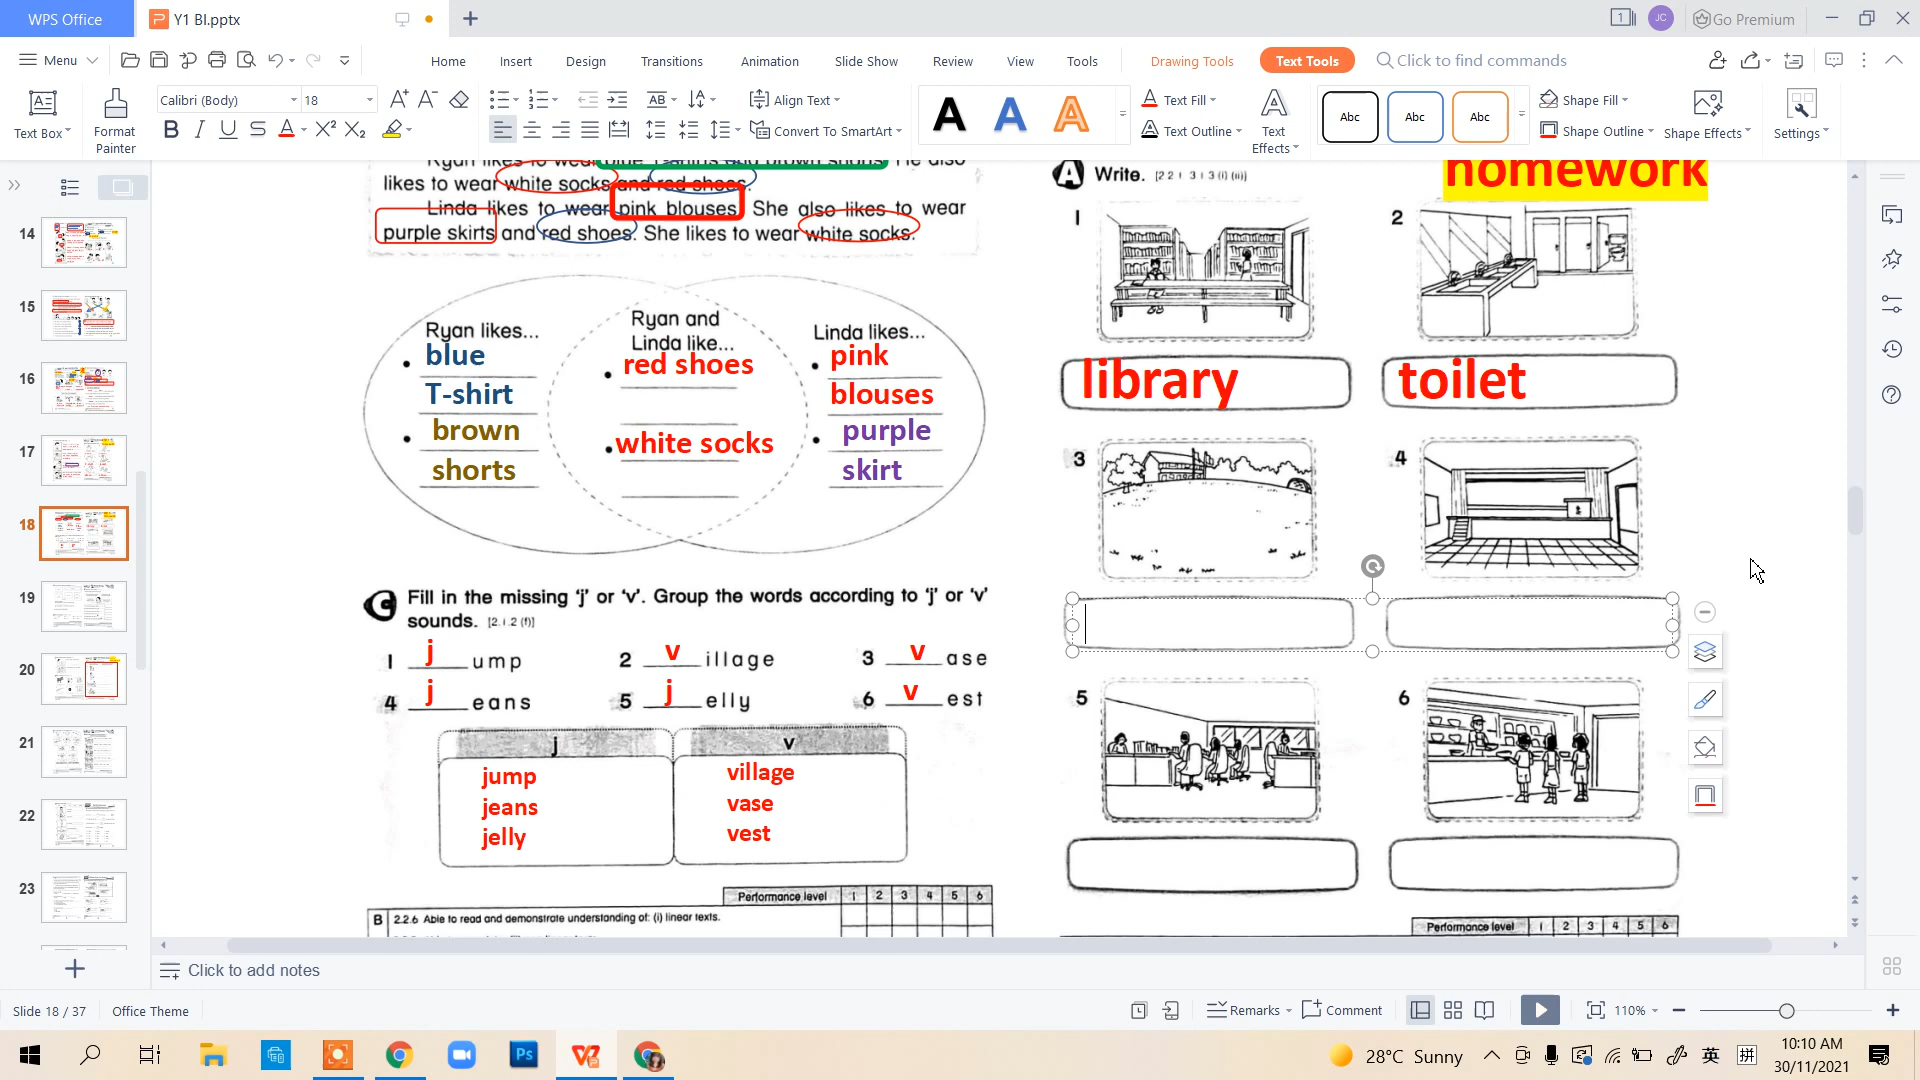 WPS Office
Y1 BI.pptx
1
JC
Go Premium
Menu
Home
Insert
Design
Transitions
Animation
Slide Show
Review
View
Tools
Drawing Tools
Text Tools
Click to find commands
Text Box
Format
Painter
Calibri (Body)
18
Align Text
Convert To SmartArt
Text Fill
Text Outline
Text
Effects
Abc
Abc
Abc
Shape Fill
Shape Outline
Shape Effects
Settings
14
15
16
17
18
19
20
21
22
23
likes to wear white socks and red shoes.
Linda likes to wear pink blouses. She also likes to wear
purple skirts and red shoes. She likes to wear white socks.
Ryan likes...
blue
T-shirt
brown
shorts
Ryan and
Linda like...
red shoes
white socks
Linda likes...
pink
blouses
purple
skirt
C Fill in the missing 'j' or 'v'. Group the words according to 'j' or 'v'
sounds. [2.1.2 (f)]
1 j ump
2 v illage
3 v ase
4 j eans
5 j elly
6 v est
j
v
jump
jeans
jelly
village
vase
vest
Performance level 1 2 3 4 5 6
B 2.2.6 Able to read and demonstrate understanding of: (i) linear texts.
homework
A Write.
1
2
library
toilet
3
4
5
6
Performance level 1 2 3 4 5 6
Click to add notes
Slide 18 / 37
Office Theme
Remarks
Comment
110%
28°C Sunny
英
拼
10:10 AM
30/11/2021